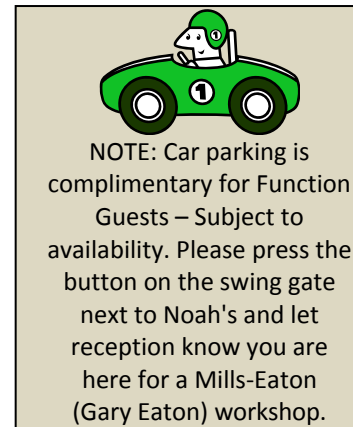 1
1
NOTE: Car parking is
complimentary for Function
Guests – Subject to
availability. Please press the
button on the swing gate
next to Noah's and let
reception know you are
here for a Mills-Eaton
(Gary Eaton) workshop.